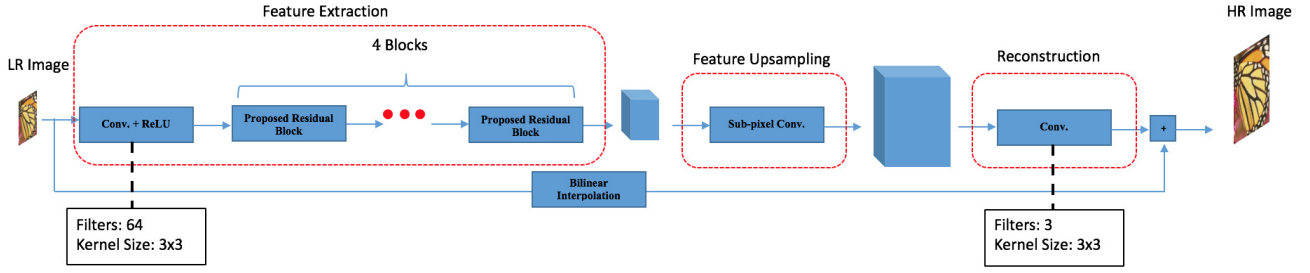 Feature Extraction
HR Image
4 Blocks
LR Image
Feature Upsampling
Reconstruction
Conv. + ReLU
Proposed Residual
Block
Proposed Residual
Block
Sub-pixel Conv.
Conv.
+
Bilinear
Interpolation
Filters: 64
Kernel Size: 3x3
Filters: 3
Kernel Size: 3x3